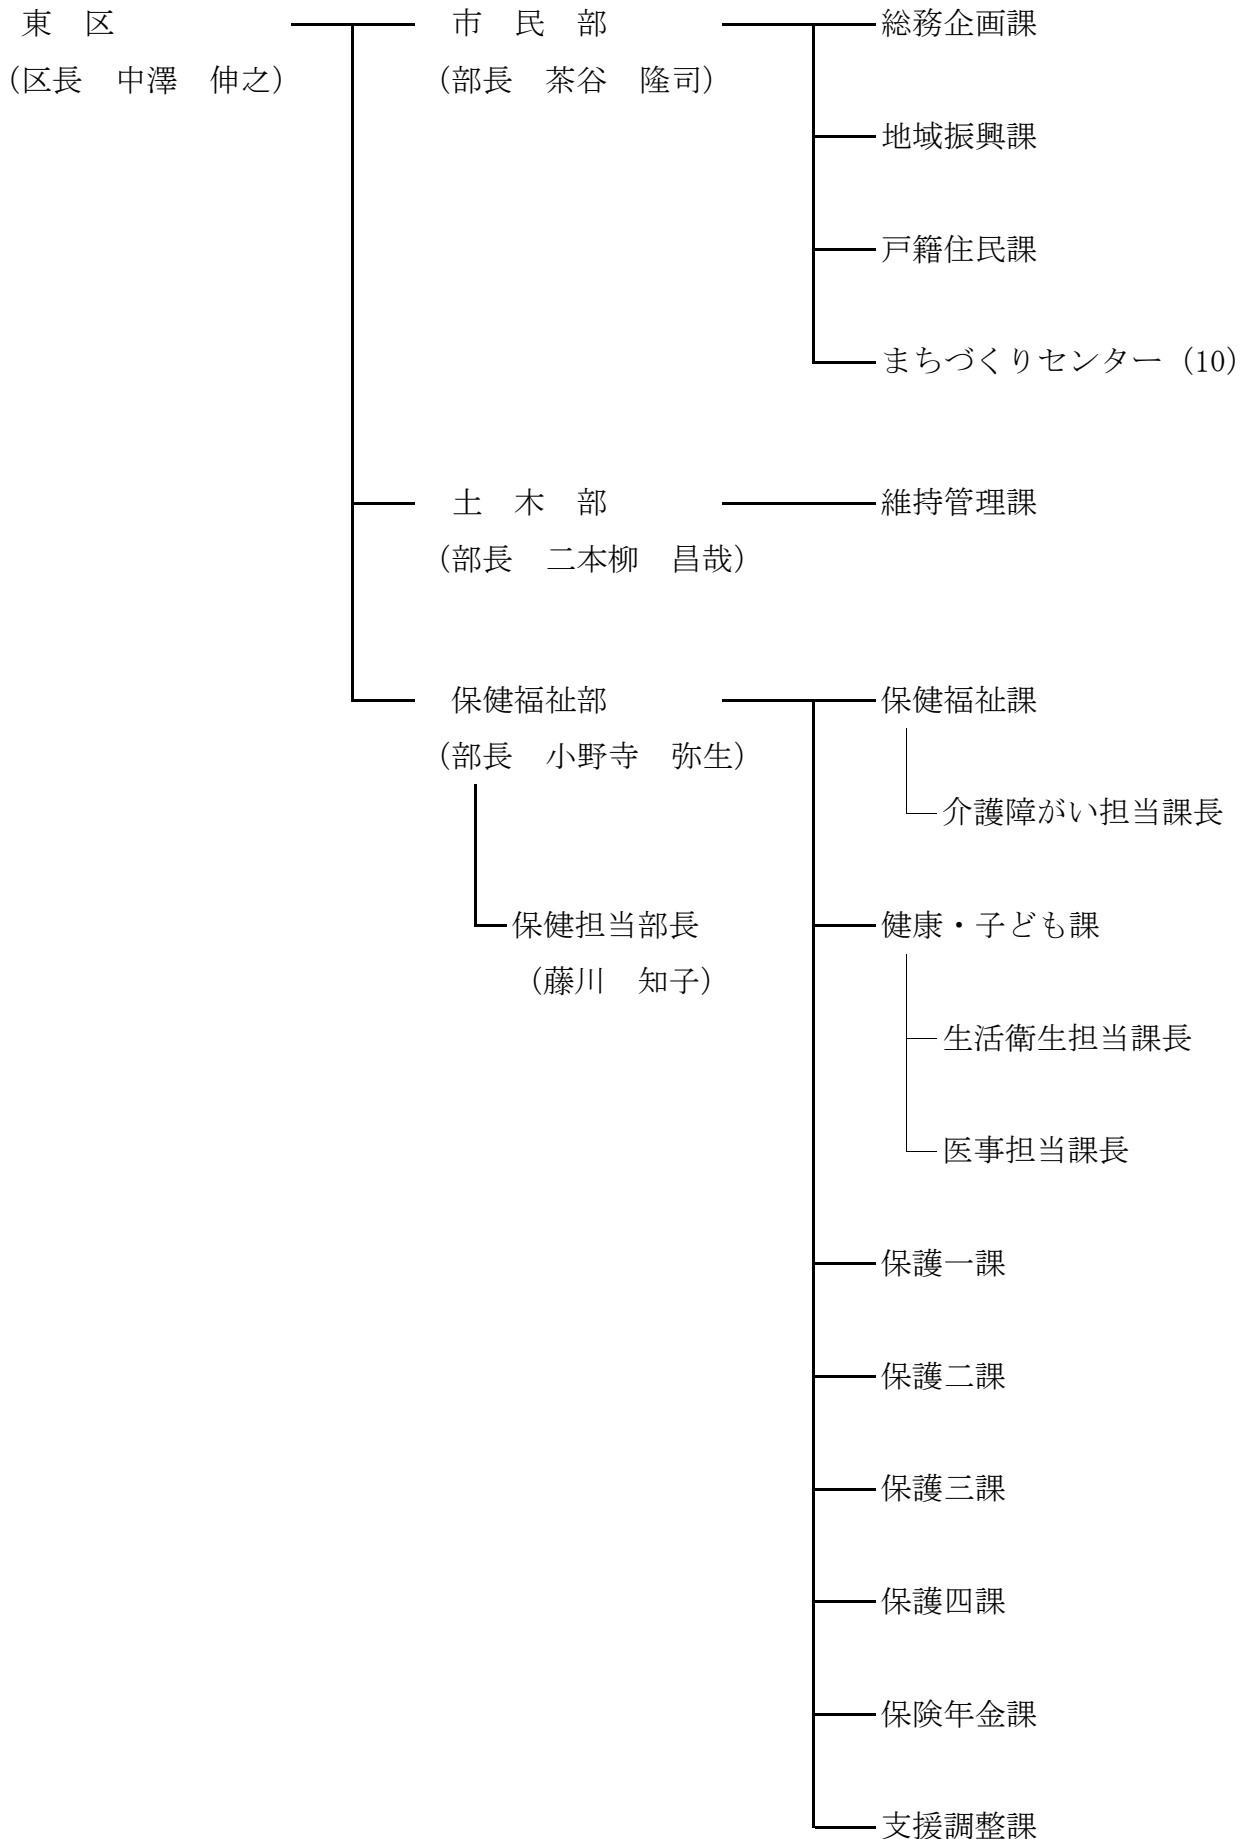 東　区
（区長　中澤　伸之）
市　民　部
（部長　茶谷　隆司）
総務企画課
地域振興課
戸籍住民課
まちづくりセンター（10）
土　木　部
（部長　二本柳　昌哉）
維持管理課
保健福祉部
（部長　小野寺　弥生）
保健担当部長
（藤川　知子）
保健福祉課
介護障がい担当課長
健康・子ども課
生活衛生担当課長
医事担当課長
保護一課
保護二課
保護三課
保護四課
保険年金課
支援調整課